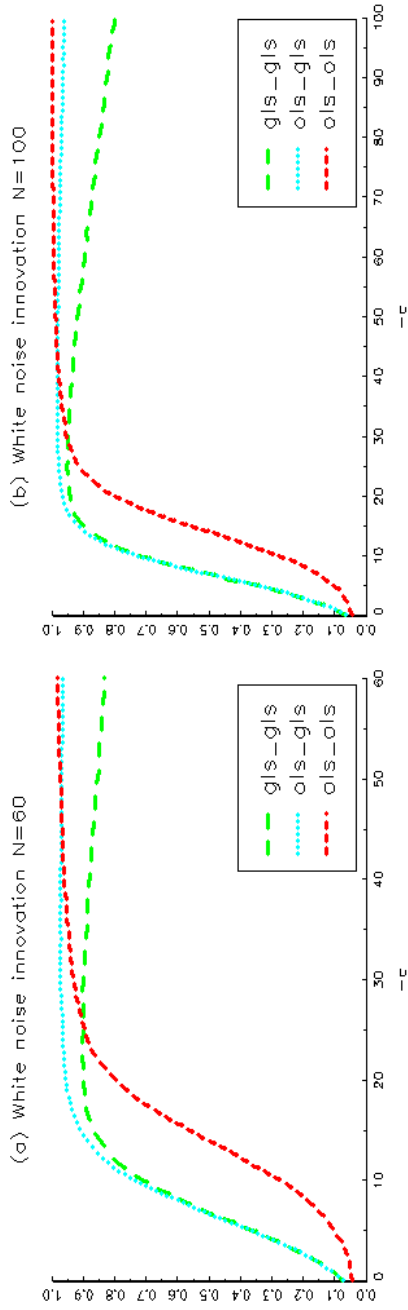 (a) White noise innovation N=60
1.0
0.9
0.8
0.7
0.6
0.5
0.4
0.3
0.2
0.1
0.0
0 10 20 30 40 50 60
-c
gls_gls
ols_gls
ols_ols
(b) White noise innovation N=100
1.0
0.9
0.8
0.7
0.6
0.5
0.4
0.3
0.2
0.1
0.0
0 10 20 30 40 50 60 70 80 90 100
-c
gls_gls
ols_gls
ols_ols